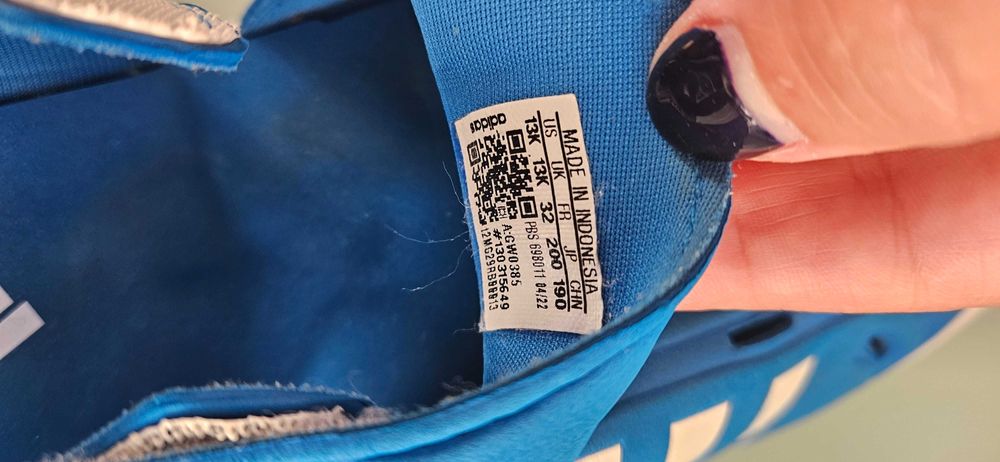 MADE IN INDONESIA
US UK FR JP CHN
13K 13K 32 200 190
PBS 698011 04/22
A:GW0385
#130315649
adidas